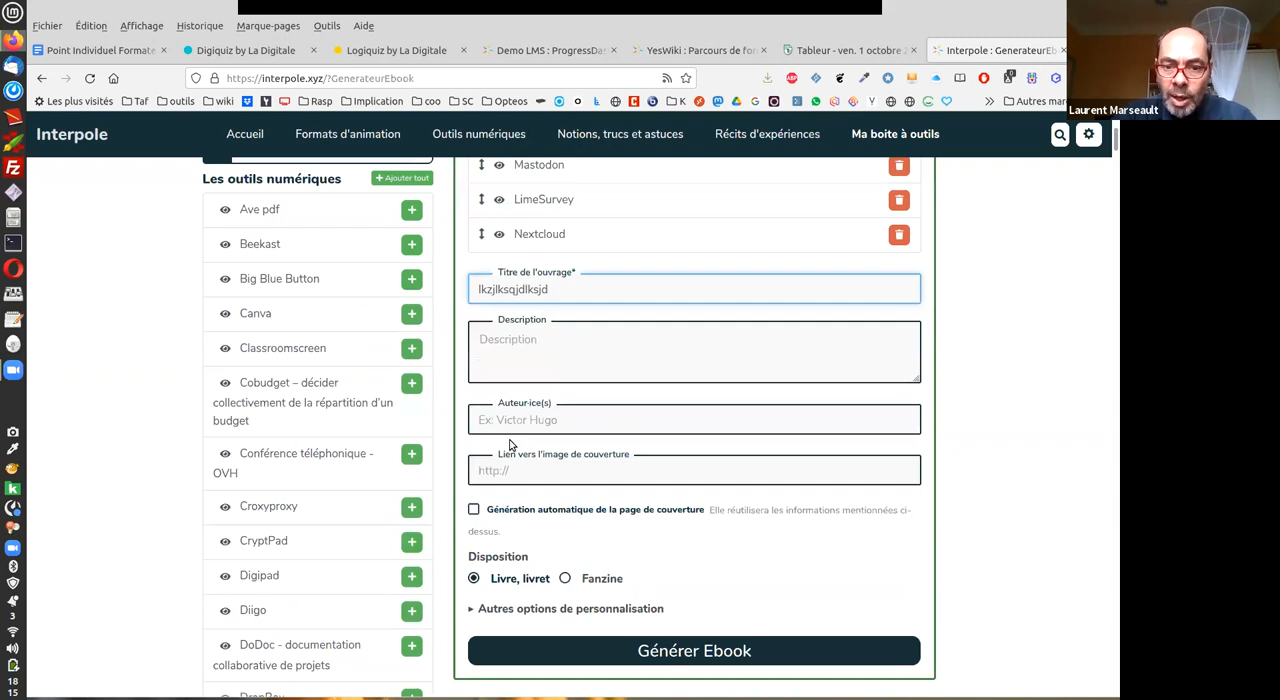 Fichier Édition Affichage Historique Marque-pages Outils Aide
Point Individuel Formate
Digiquiz by La Digitale
Logiquiz by La Digitale
Demo LMS : ProgressDa
YesWiki : Parcours de for
Tableur - ven. 1 octobre
Interpole : GenerateurEb
https://interpole.xyz/?GenerateurEbook
Les plus visités Taf outils wiki Rasp Implication coo SC Opteos K Autres mar
Laurent Marseault
Interpole
Accueil Formats d'animation Outils numériques Notions, trucs et astuces Récits d'expériences Ma boite à outils
Les outils numériques
+ Ajouter tout
Ave pdf
Beekast
Big Blue Button
Canva
Classroomscreen
Cobudget – décider
collectivement de la répartition d'un
budget
Conférence téléphonique -
OVH
Croxyproxy
CryptPad
Digipad
Diigo
DoDoc - documentation
collaborative de projets
DropBox
Mastodon
LimeSurvey
Nextcloud
Titre de l'ouvrage*
lkzjlksqjdlksjd
Description
Description
Auteur·ice(s)
Ex: Victor Hugo
Lien vers l'image de couverture
http://
Génération automatique de la page de couverture Elle réutilisera les informations mentionnées ci-
dessus.
Disposition
Livre, livret Fanzine
Autres options de personnalisation
Générer Ebook
3
18
15